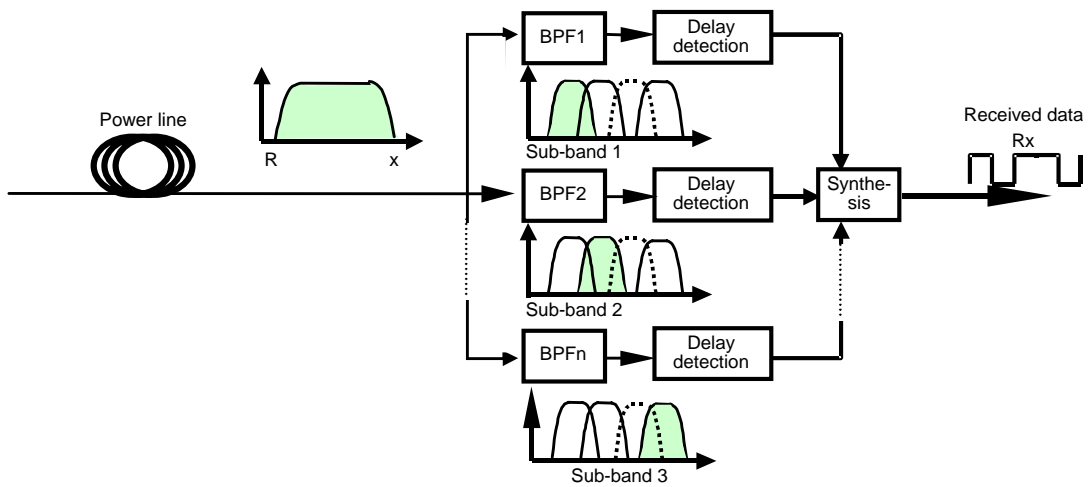 BPF1
Delay
detection
Power line
R
x
Sub-band 1
Received data
Rx
BPF2
Delay
detection
Synthe-
sis
Sub-band 2
BPFn
Delay
detection
Sub-band 3